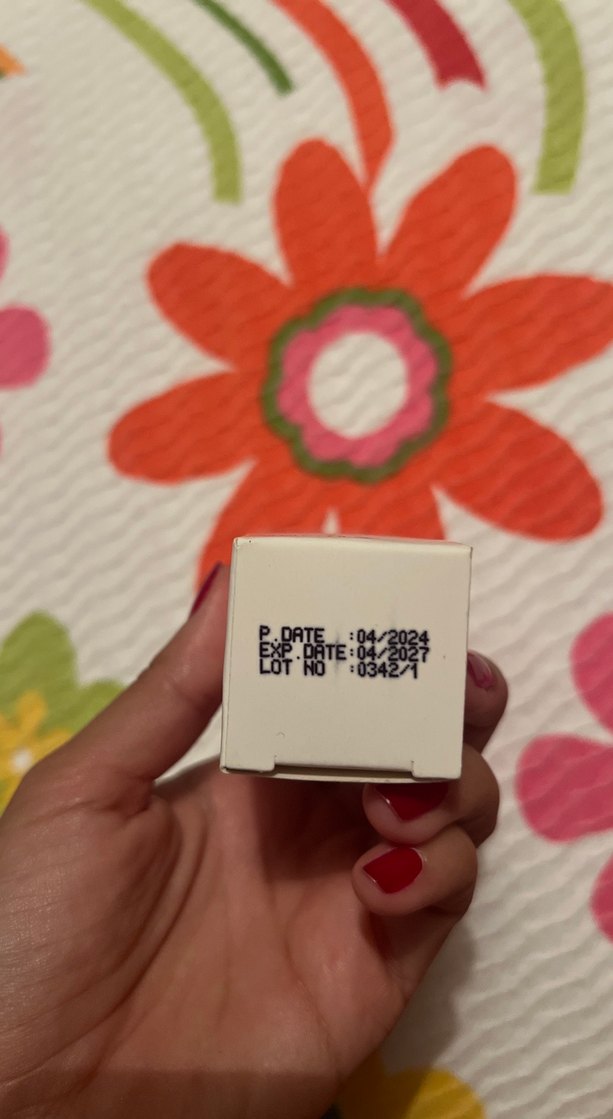 P.DATE :04/2024
EXP.DATE:04/2027
LOT NO :0342/1